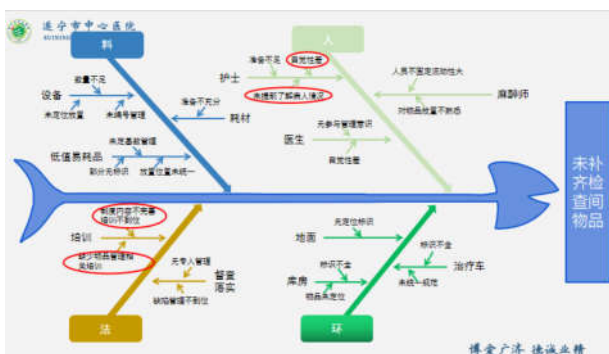 遂宁市中心医院
料
人
数量不足
设备
未定位放置
未编号管理
准备不充分
耗材
未定基数管理
低值易耗品
部分无标识
放置位置未统一
准备不足
自觉性差
护士
未提前了解病人情况
人员不固定流动性大
麻醉师
对物品放置不熟悉
无参与管理意识
医生
自觉性差
未补
齐检
查间
物品
制度内容不完善
培训不到位
培训
缺少物品管理相
关培训
无专人管理
督查
落实
缺陷管理不到位
无定位标识
地面
标识不全
库房
物品未定位
标识不全
治疗车
未统一规定
法
环
博爱广济 德诚业精